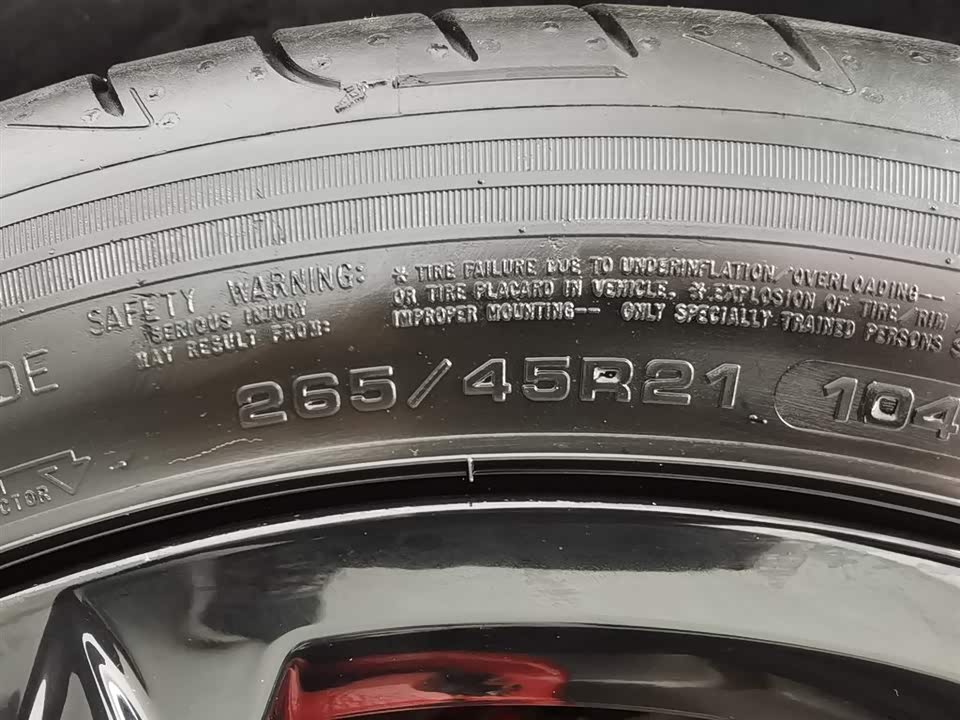 SAFETY WARNING:
SERIOUS INJURY
MAY RESULT FROM:
* TIRE FAILURE DUE TO UNDERINFLATION/OVERLOADING--
OR TIRE PLACARD IN VEHICLE. * EXPLOSION OF TIRE/RIM
IMPROPER MOUNTING-- ONLY SPECIALLY TRAINED PERSONS S
DE
265/45R21 104
CTOR